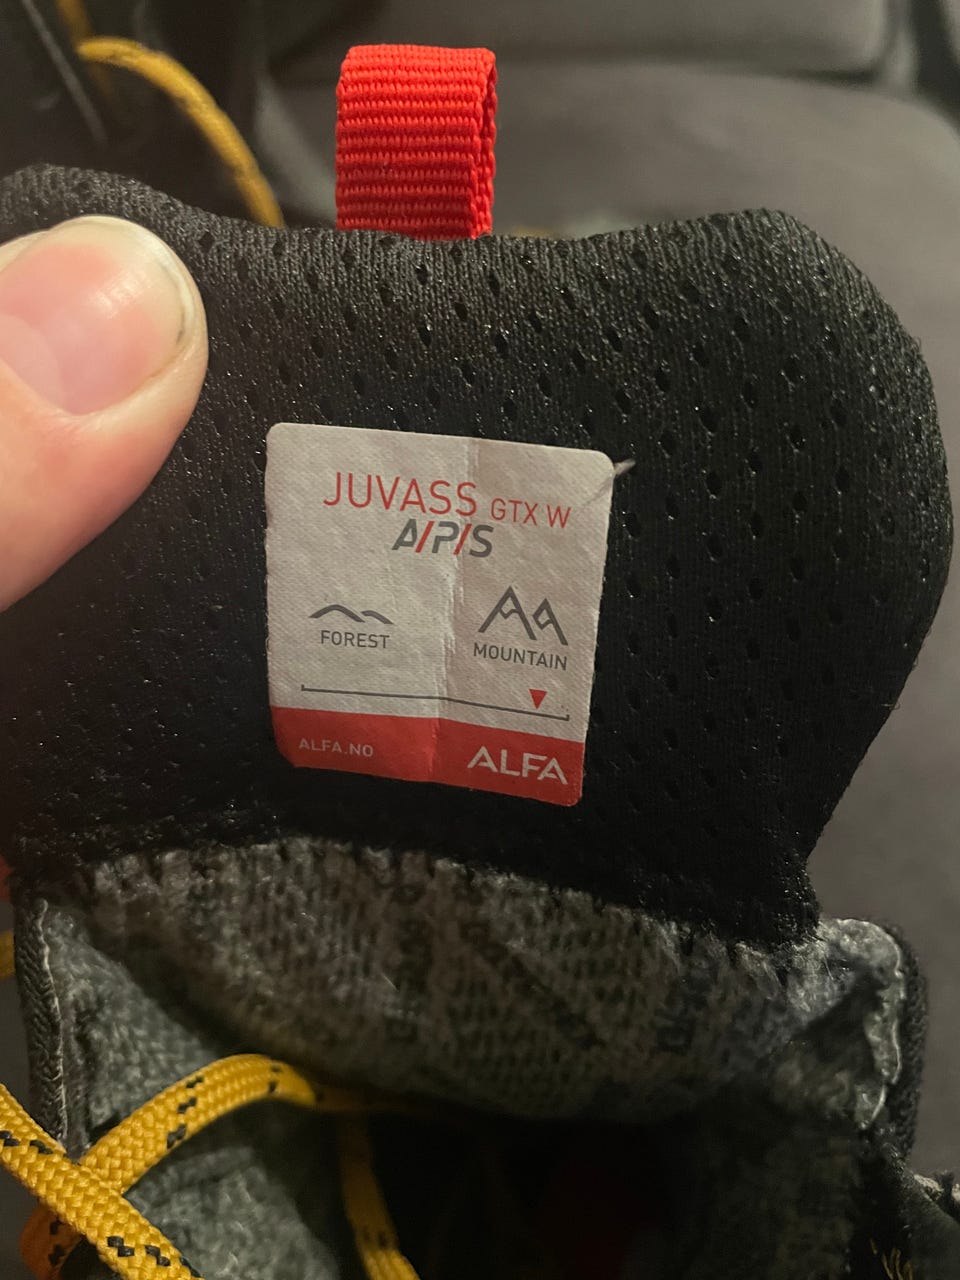 JUVASS GTX W
A/P/S
FOREST MOUNTAIN
ALFA.NO ALFA